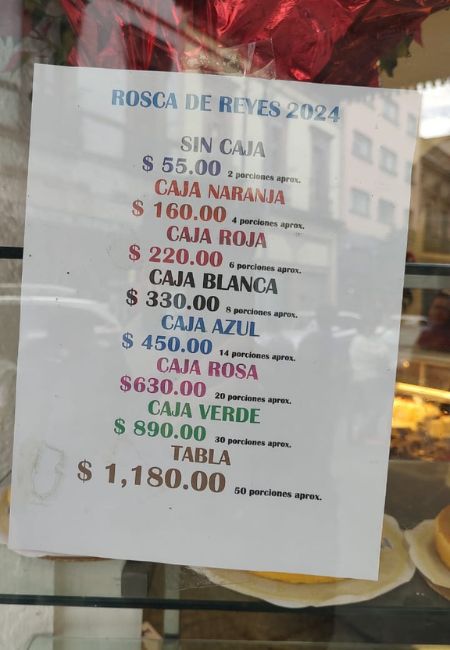 ROSCA DE REYES 2024
SIN CAJA
$ 55.00 2 porciones aprox.
CAJA NARANJA
$ 160.00 4 porciones aprox.
CAJA ROJA
$ 220.00 6 porciones aprox.
CAJA BLANCA
$ 330.00 8 porciones aprox.
CAJA AZUL
$ 450.00 14 porciones aprox.
CAJA ROSA
$630.00 20 porciones aprox.
CAJA VERDE
$ 890.00 30 porciones aprox.
TABLA
$ 1,180.00 50 porciones aprox.